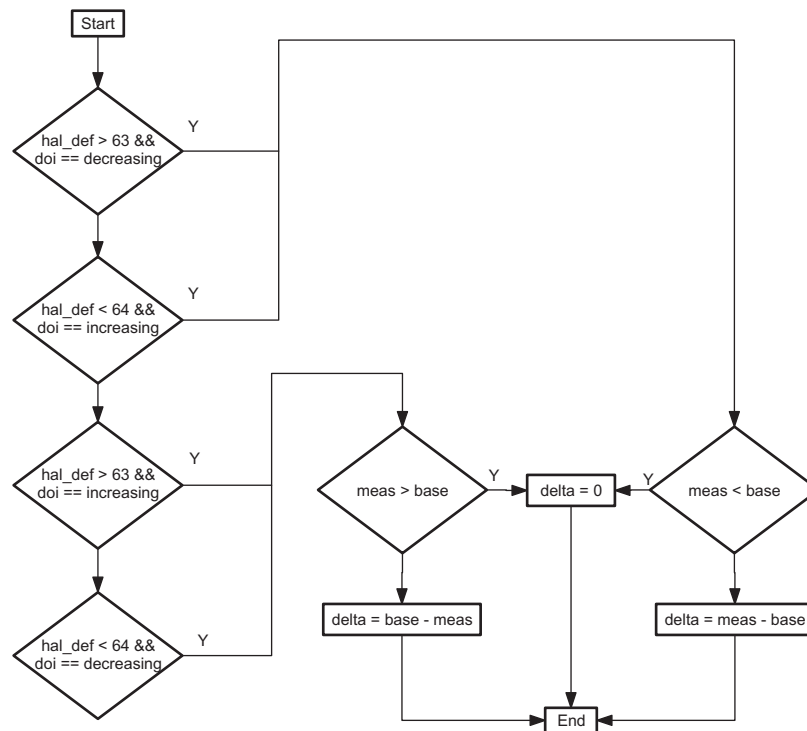 Start
hal_def > 63 &&
doi == decreasing
Y
hal_def < 64 &&
doi == increasing
Y
hal_def > 63 &&
doi == increasing
Y
hal_def < 64 &&
doi == decreasing
Y
meas > base
Y
delta = 0
Y
meas < base
delta = base - meas
delta = meas - base
End